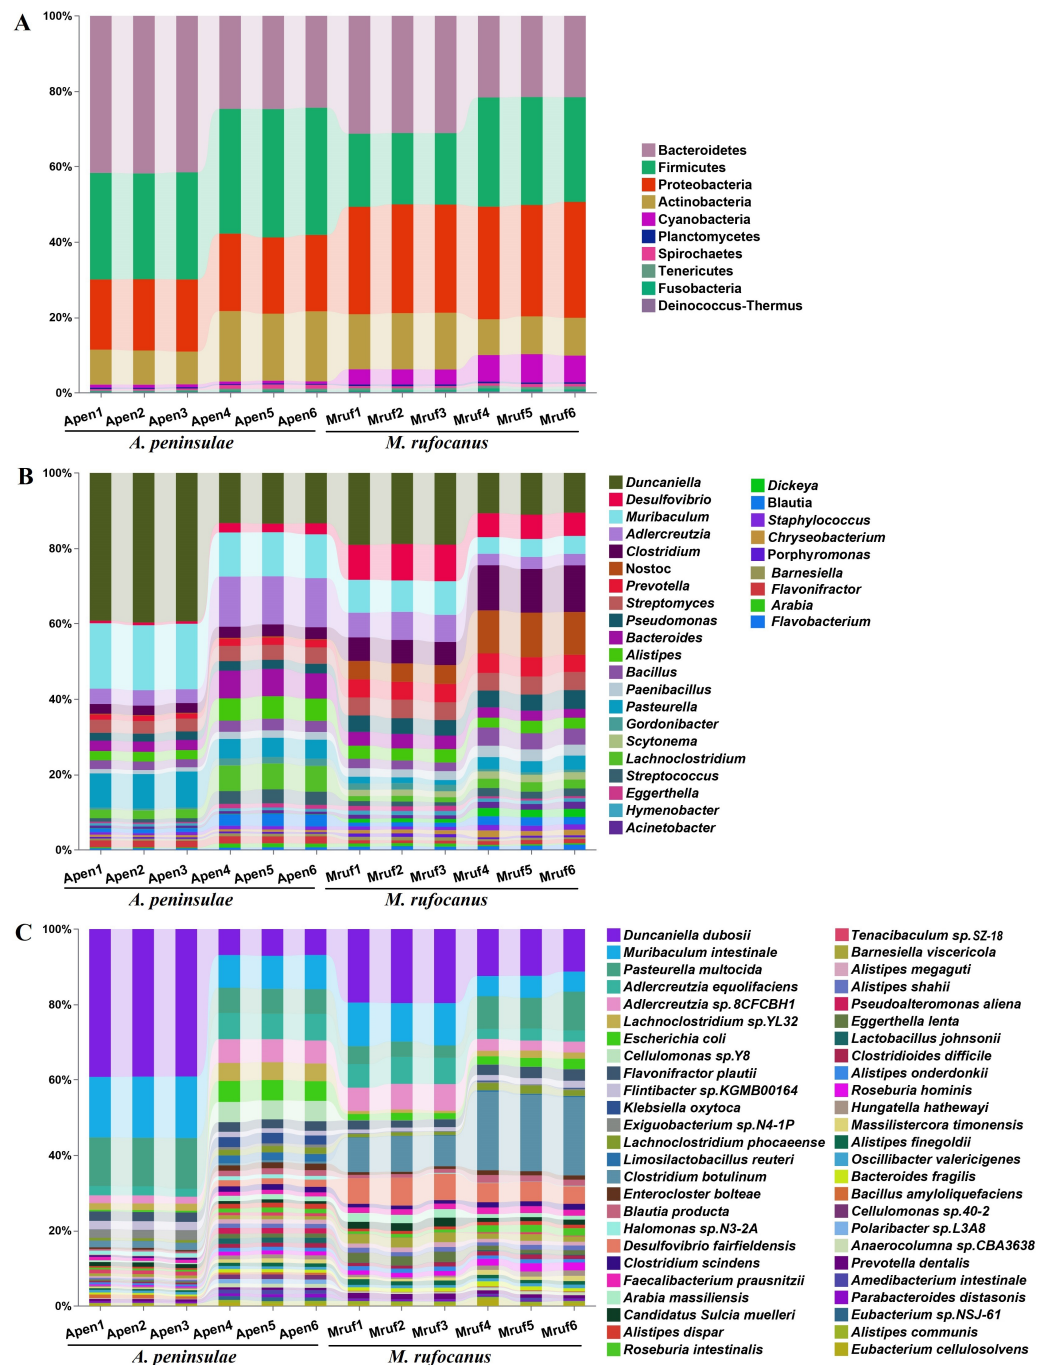 A
100%
80%
60%
40%
20%
0%
Apen1 Apen2 Apen3 Apen4 Apen5 Apen6 Mruf1 Mruf2 Mruf3 Mruf4 Mruf5 Mruf6
A. peninsulae M. rufocanus
Bacteroidetes
Firmicutes
Proteobacteria
Actinobacteria
Cyanobacteria
Planctomycetes
Spirochaetes
Tenericutes
Fusobacteria
Deinococcus-Thermus
B
100%
80%
60%
40%
20%
0%
Apen1 Apen2 Apen3 Apen4 Apen5 Apen6 Mruf1 Mruf2 Mruf3 Mruf4 Mruf5 Mruf6
A. peninsulae M. rufocanus
Duncaniella
Desulfovibrio
Muribaculum
Adlercreutzia
Clostridium
Nostoc
Prevotella
Streptomyces
Pseudomonas
Bacteroides
Alistipes
Bacillus
Paenibacillus
Pasteurella
Gordonibacter
Scytonema
Lachnoclostridium
Streptococcus
Eggerthella
Hymenobacter
Acinetobacter
Dickeya
Blautia
Staphylococcus
Chryseobacterium
Porphyromonas
Barnesiella
Flavonifractor
Arabia
Flavobacterium
C
100%
80%
60%
40%
20%
0%
Apen1 Apen2 Apen3 Apen4 Apen5 Apen6 Mruf1 Mruf2 Mruf3 Mruf4 Mruf5 Mruf6
A. peninsulae M. rufocanus
Duncaniella dubosii
Muribaculum intestinale
Pasteurella multocida
Adlercreutzia equolifaciens
Adlercreutzia sp.8CFCBH1
Lachnoclostridium sp.YL32
Escherichia coli
Cellulomonas sp.Y8
Flavonifractor plautii
Flintibacter sp.KGMB00164
Klebsiella oxytoca
Exiguobacterium sp.N4-1P
Lachnoclostridium phocaeense
Limosilactobacillus reuteri
Clostridium botulinum
Enterocloster bolteae
Blautia producta
Halomonas sp.N3-2A
Desulfovibrio fairfieldensis
Clostridium scindens
Faecalibacterium prausnitzii
Arabia massiliensis
Candidatus Sulcia muelleri
Alistipes dispar
Roseburia intestinalis
Tenacibaculum sp.SZ-18
Barnesiella viscericola
Alistipes megaguti
Alistipes shahii
Pseudoalteromonas aliena
Eggerthella lenta
Lactobacillus johnsonii
Clostridioides difficile
Alistipes onderdonkii
Roseburia hominis
Hungatella hathewayi
Massilistercora timonensis
Alistipes finegoldii
Oscillibacter valericigenes
Bacteroides fragilis
Bacillus amyloliquefaciens
Cellulomonas sp.40-2
Polaribacter sp.L3A8
Anaerocolumna sp.CBA3638
Prevotella dentalis
Amedibacterium intestinale
Parabacteroides distasonis
Eubacterium sp.NSJ-61
Alistipes communis
Eubacterium cellulosolvens